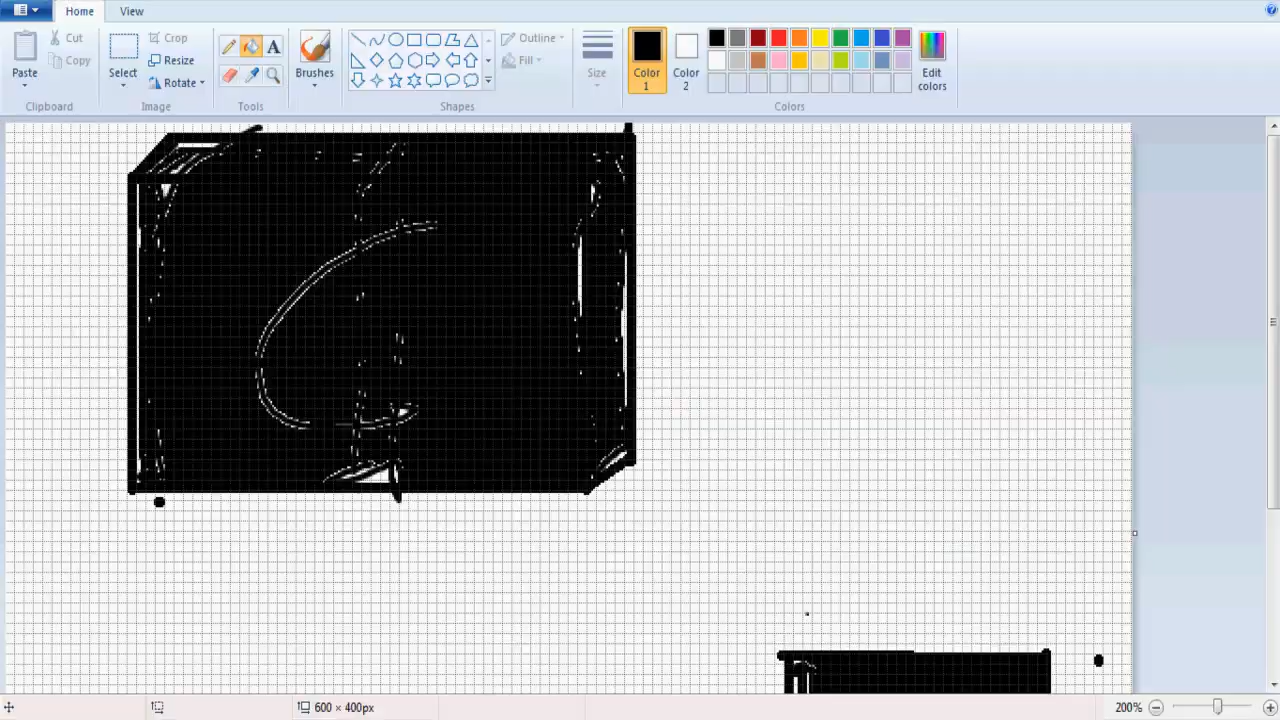 Home View
Paste
Cut
Copy
Clipboard
Select
Crop
Resize
Rotate
Image
A
Tools
Brushes
Outline
Fill
Shapes
Size
Color
1
Color
2
Edit
colors
Colors
600 × 400px
200%